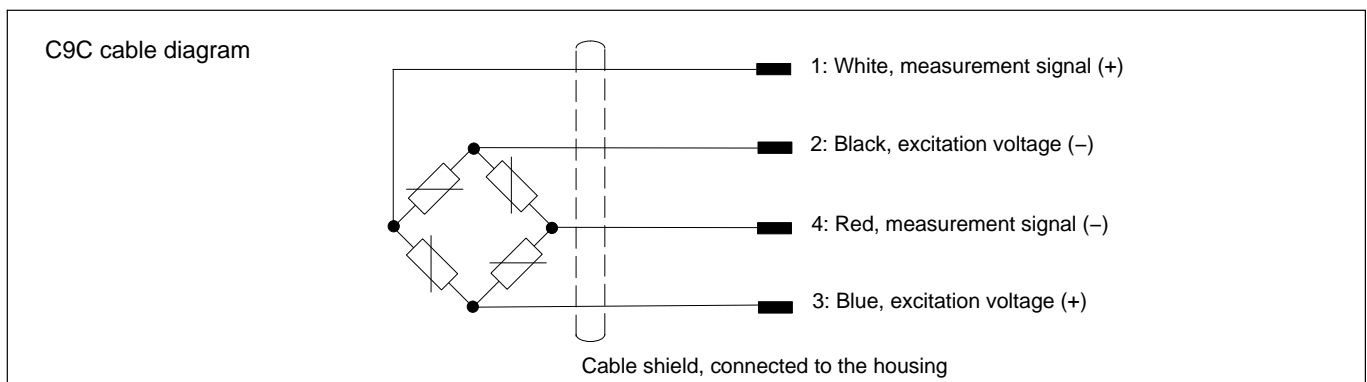 C9C cable diagram
1: White, measurement signal (+)
2: Black, excitation voltage (−)
4: Red, measurement signal (−)
3: Blue, excitation voltage (+)
Cable shield, connected to the housing